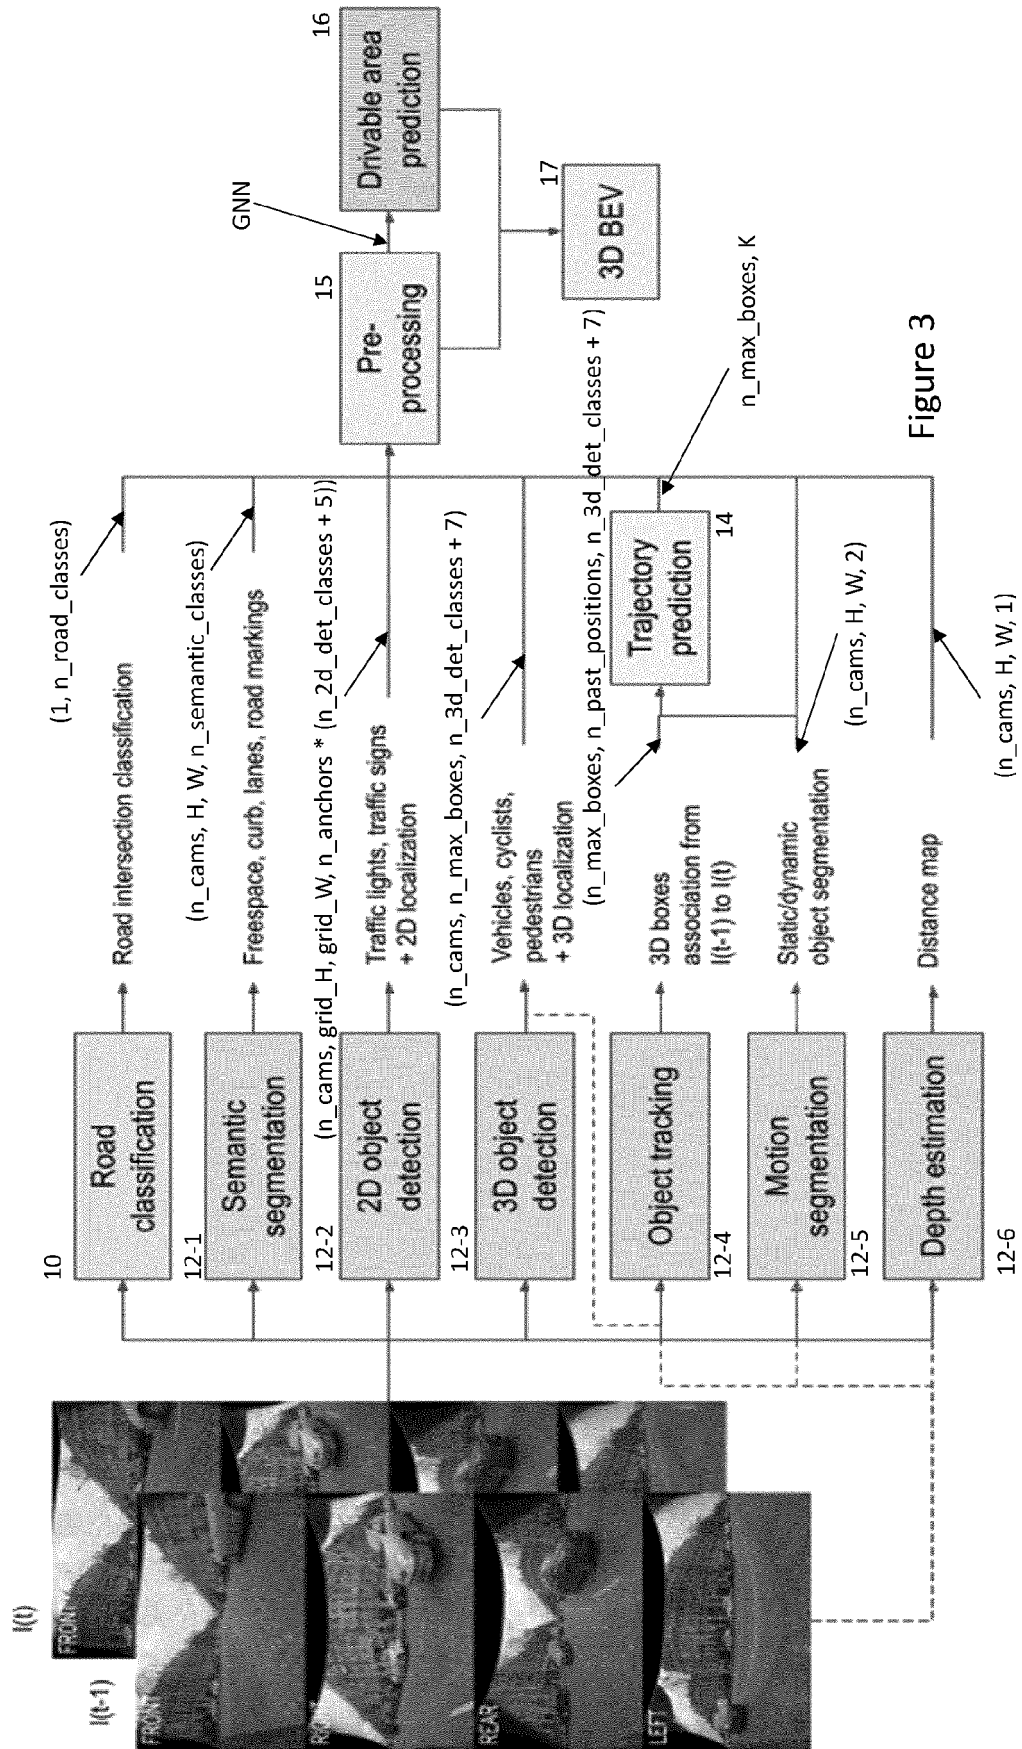 I(t)
I(t-1)
FRONT
FRONT
RIGHT
REAR
LEFT
10
Road
classification
Road intersection classification
(1, n_road_classes)
12-1
Semantic
segmentation
Freespace, curb, lanes, road markings
(n_cams, H, W, n_semantic_classes)
12-2
2D object
detection
Traffic lights, traffic signs
+ 2D localization
(n_cams, grid_H, grid_W, n_anchors * (n_2d_det_classes + 5))
12-3
3D object
detection
Vehicles, cyclists,
pedestrians
+ 3D localization
(n_cams, n_max_boxes, n_3d_det_classes + 7)
12-4
Object tracking
3D boxes
association from
I(t-1) to I(t)
(n_max_boxes, n_past_positions, n_3d_det_classes + 7)
Trajectory
prediction
14
n_max_boxes, K
12-5
Motion
segmentation
Static/dynamic
object segmentation
(n_cams, H, W, 2)
12-6
Depth estimation
Distance map
(n_cams, H, W, 1)
15
Pre-
processing
GNN
16
Drivable area
prediction
17
3D BEV
Figure 3